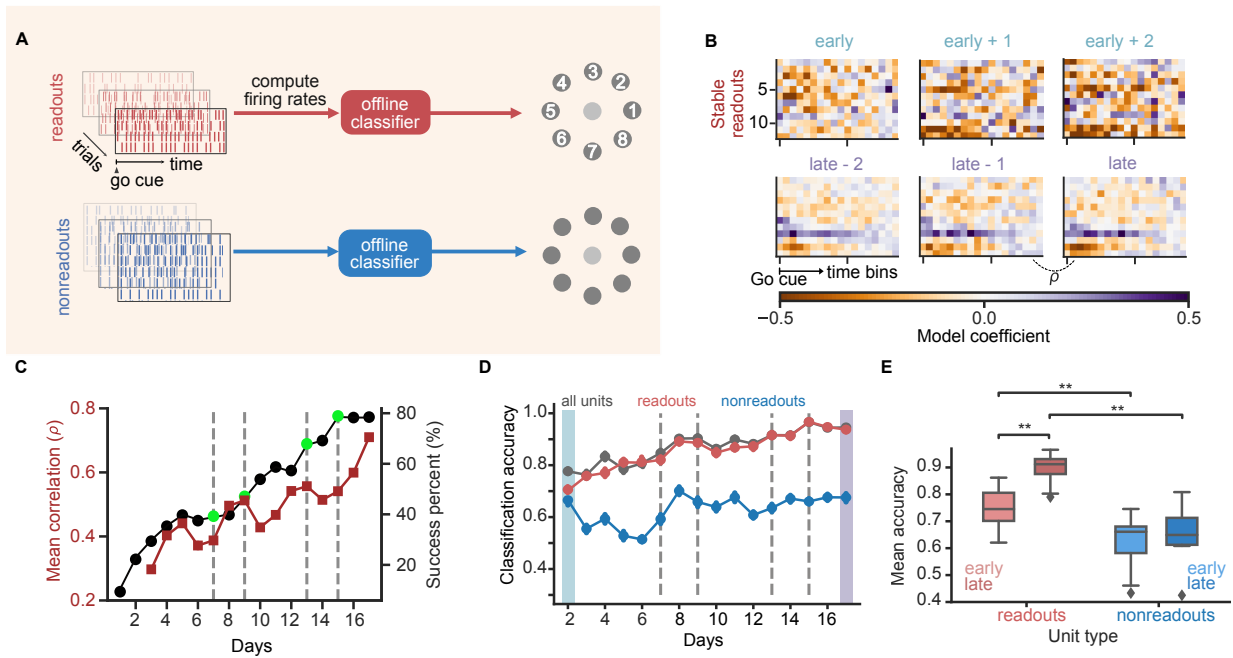 A
readouts
trials
go cue
time
compute
firing rates
offline
classifier
3
4 2
5 1
6 8
7
nonreadouts
offline
classifier
B
early early + 1 early + 2
Stable
readouts
5
10
late - 2 late - 1 late
Go cue time bins
ρ
−0.5 0.0 0.5
Model coefficient
C
Mean correlation (ρ)
0.8
0.6
0.4
0.2
80
60
40
20
Success percent (%)
2 4 6 8 10 12 14 16
Days
D
all units readouts nonreadouts
Classification accuracy
1.0
0.8
0.6
0.4
2 4 6 8 10 12 14 16
Days
E
** **
**
Mean accuracy
0.9
0.8
0.7
0.6
0.5
0.4
early
late
early
late
readouts nonreadouts
Unit type